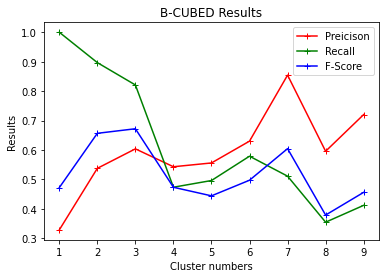 B-CUBED Results
Preicison
Recall
F-Score
Results
1.0
0.9
0.8
0.7
0.6
0.5
0.4
0.3
1 2 3 4 5 6 7 8 9
Cluster numbers